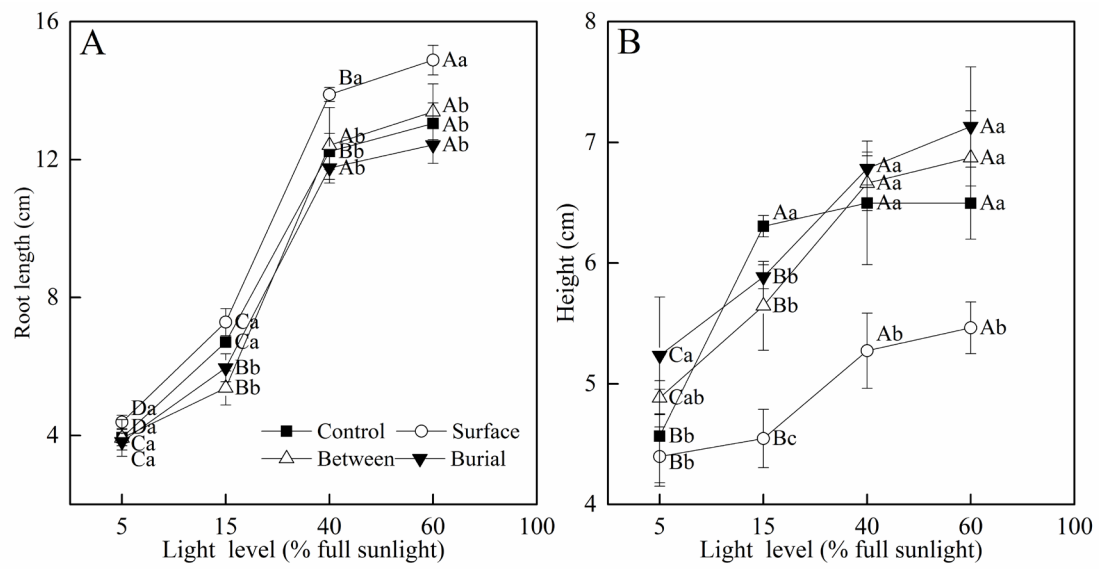 A
Root length (cm)
16
12
8
4
Da
Da
Ca
Ca
Ca
Ca
Bb
Bb
Ba
Ab
Bb
Ab
Aa
Ab
Ab
Ab
Control
Surface
Between
Burial
5
15
40
60
100
Light level (% full sunlight)
B
Height (cm)
8
7
6
5
4
Ca
Cab
Bb
Bb
Aa
Bb
Bb
Bc
Aa
Aa
Aa
Ab
Aa
Aa
Aa
Ab
5
15
40
60
100
Light level (% full sunlight)